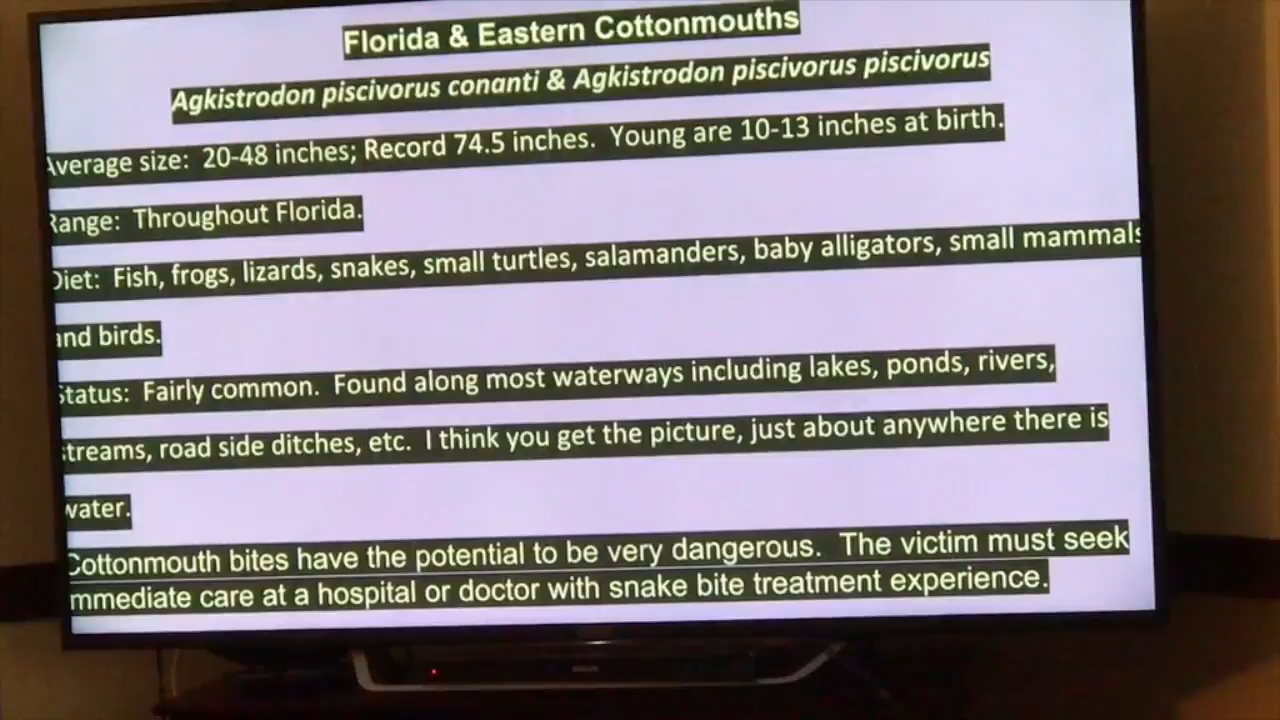 Florida & Eastern Cottonmouths
Agkistrodon piscivorus conanti & Agkistrodon piscivorus piscivorus
Average size: 20-48 inches; Record 74.5 inches. Young are 10-13 inches at birth.
Range: Throughout Florida.
Diet: Fish, frogs, lizards, snakes, small turtles, salamanders, baby alligators, small mammals
and birds.
Status: Fairly common. Found along most waterways including lakes, ponds, rivers,
streams, road side ditches, etc. I think you get the picture, just about anywhere there is
water.
Cottonmouth bites have the potential to be very dangerous. The victim must seek
immediate care at a hospital or doctor with snake bite treatment experience.